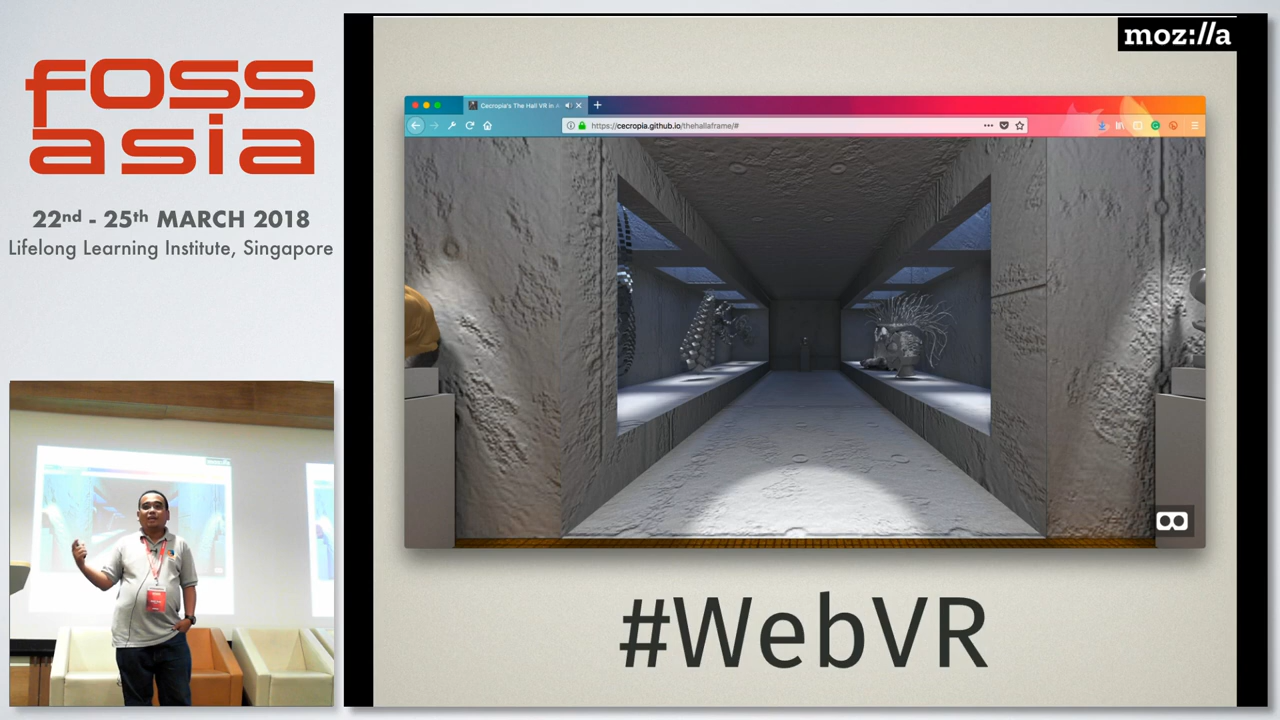 foss
asia
22nd - 25th MARCH 2018
Lifelong Learning Institute, Singapore
moz://a
Cecropia's The Hall VR in A
https://cecropia.github.io/thehallaframe/#
#WebVR